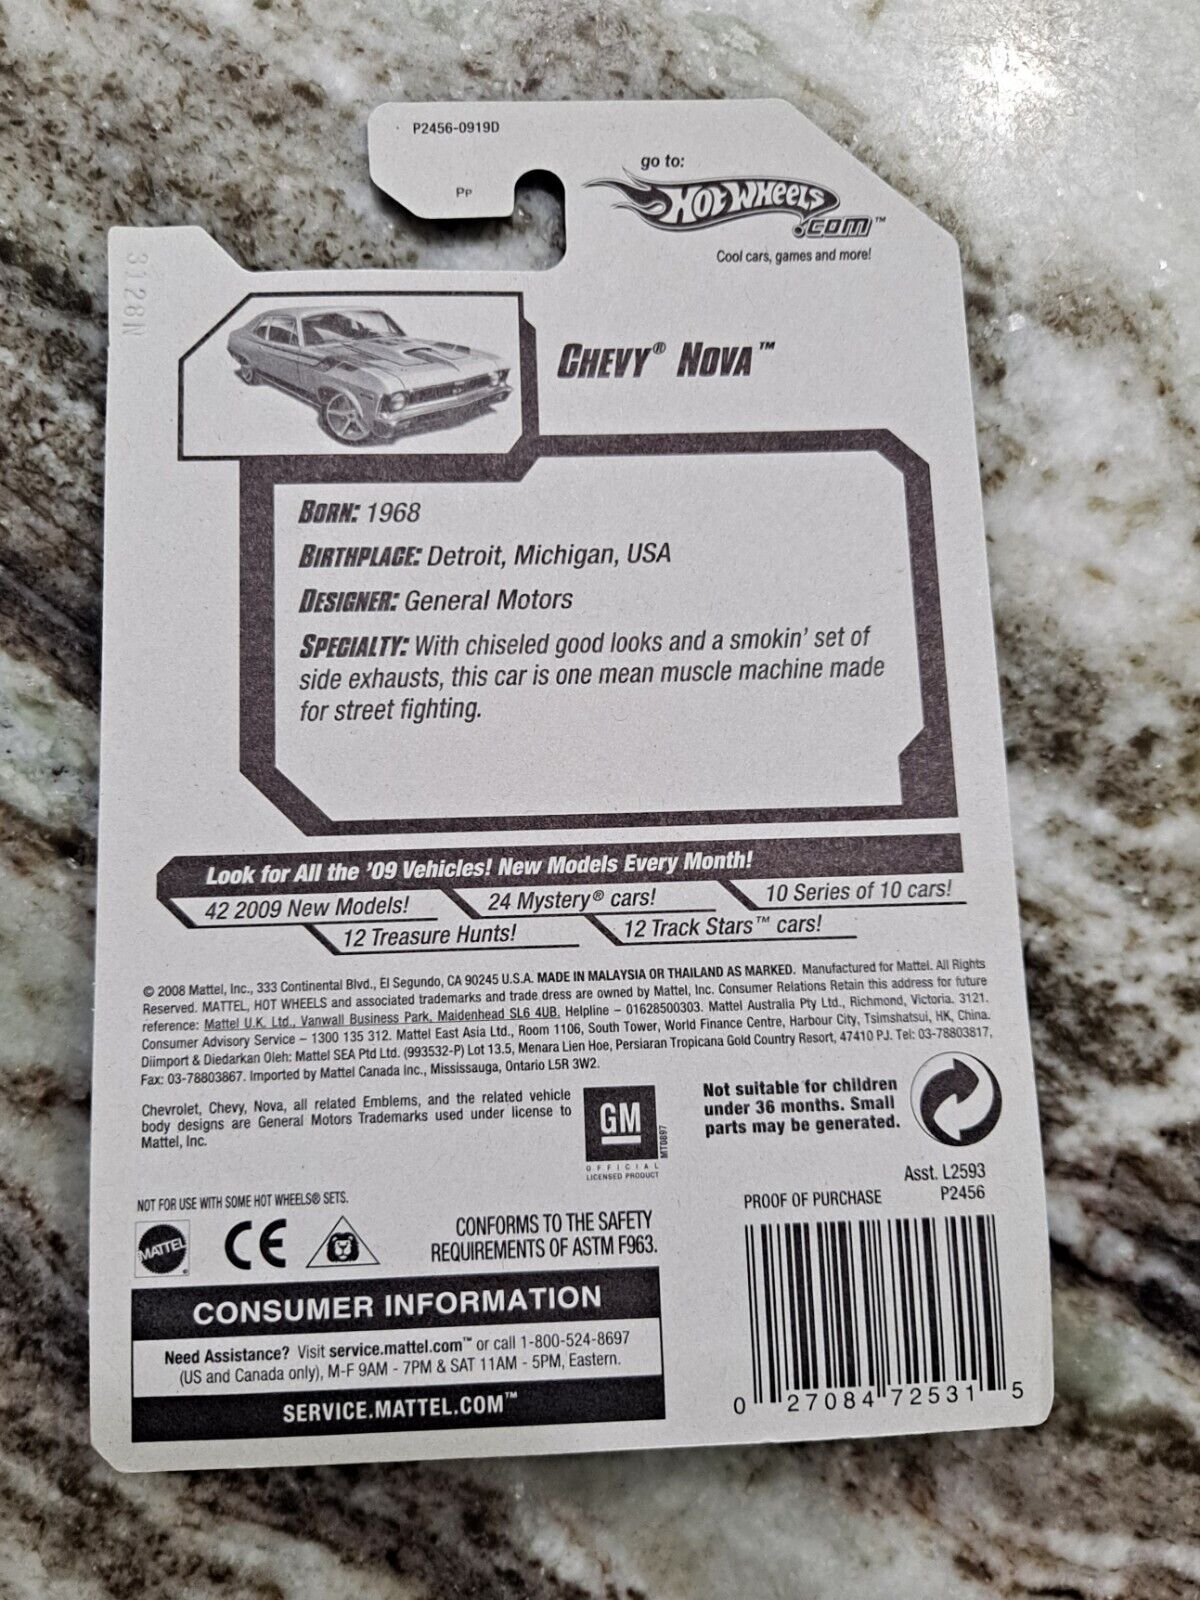 P2456-0919D
PP
go to:
HOT WHEELS
.COM™
Cool cars, games and more!
3128N
CHEVY® NOVA™
BORN: 1968
BIRTHPLACE: Detroit, Michigan, USA
DESIGNER: General Motors
SPECIALTY: With chiseled good looks and a smokin' set of
side exhausts, this car is one mean muscle machine made
for street fighting.
Look for All the '09 Vehicles! New Models Every Month!
42 2009 New Models!
24 Mystery® cars!
10 Series of 10 cars!
12 Treasure Hunts!
12 Track Stars™ cars!
© 2008 Mattel, Inc., 333 Continental Blvd., El Segundo, CA 90245 U.S.A. MADE IN MALAYSIA OR THAILAND AS MARKED. Manufactured for Mattel. All Rights
Reserved. MATTEL, HOT WHEELS and associated trademarks and trade dress are owned by Mattel, Inc. Consumer Relations Retain this address for future
reference: Mattel U.K. Ltd., Vanwall Business Park, Maidenhead SL6 4UB. Helpline – 01628500303. Mattel Australia Pty Ltd., Richmond, Victoria. 3121.
Consumer Advisory Service – 1300 135 312. Mattel East Asia Ltd., Room 1106, South Tower, World Finance Centre, Harbour City, Tsimshatsui, HK, China.
Diimport & Diedarkan Oleh: Mattel SEA Ptd Ltd. (993532-P) Lot 13.5, Menara Lien Hoe, Persiaran Tropicana Gold Country Resort, 47410 PJ. Tel: 03-78803817,
Fax: 03-78803867. Imported by Mattel Canada Inc., Mississauga, Ontario L5R 3W2.
Chevrolet, Chevy, Nova, all related Emblems, and the related vehicle
body designs are General Motors Trademarks used under license to
Mattel, Inc.
GM
OFFICIAL
LICENSED PRODUCT
MT0897
Not suitable for children
under 36 months. Small
parts may be generated.
Asst. L2593
PROOF OF PURCHASE P2456
NOT FOR USE WITH SOME HOT WHEELS® SETS.
MATTEL®
CE
CONFORMS TO THE SAFETY
REQUIREMENTS OF ASTM F963.
CONSUMER INFORMATION
Need Assistance? Visit service.mattel.com™ or call 1-800-524-8697
(US and Canada only), M-F 9AM - 7PM & SAT 11AM - 5PM, Eastern.
SERVICE.MATTEL.COM™
0 27084 72531 5